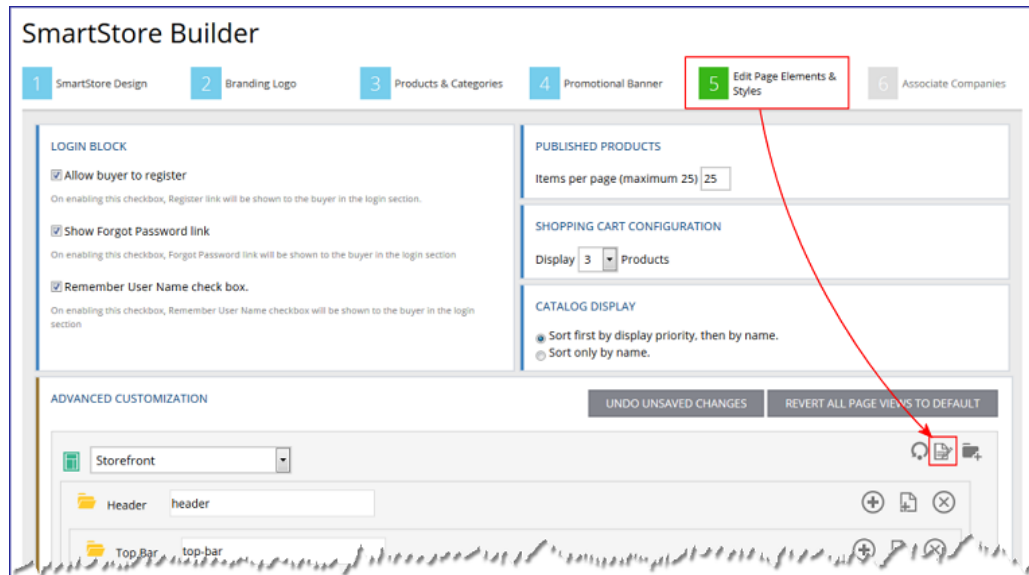 SmartStore Builder
1 SmartStore Design
2 Branding Logo
3 Products & Categories
4 Promotional Banner
5 Edit Page Elements &
Styles
6 Associate Companies
LOGIN BLOCK
Allow buyer to register
On enabling this checkbox, Register link will be shown to the buyer in the login section.
Show Forgot Password link
On enabling this checkbox, Forgot Password link will be shown to the buyer in the login section
Remember User Name check box.
On enabling this checkbox, Remember User Name checkbox will be shown to the buyer in the login
section
PUBLISHED PRODUCTS
Items per page (maximum 25) 25
SHOPPING CART CONFIGURATION
Display 3 Products
CATALOG DISPLAY
Sort first by display priority, then by name.
Sort only by name.
ADVANCED CUSTOMIZATION
UNDO UNSAVED CHANGES
REVERT ALL PAGE VIEWS TO DEFAULT
Storefront
Header header
Top Bar top-bar